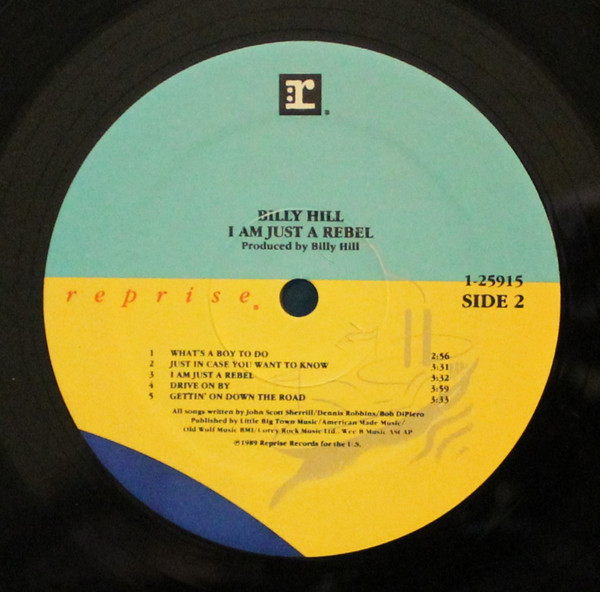 r
BILLY HILL
I AM JUST A REBEL
Produced by Billy Hill
reprise
1-25915
SIDE 2
1 WHAT'S A BOY TO DO 2:56
2 JUST IN CASE YOU WANT TO KNOW 3:31
3 I AM JUST A REBEL 3:32
4 DRIVE ON BY 3:59
5 GETTIN' ON DOWN THE ROAD 3:33
All songs written by John Scott Sherrill/Dennis Robbins/Bob DiPiero
Published by Little Big Town Music/American Made Music/
Old Wolf Music BMI/Corey Rock Music Ltd., Wee B Music ASCAP.
℗1989 Reprise Records for the U.S.